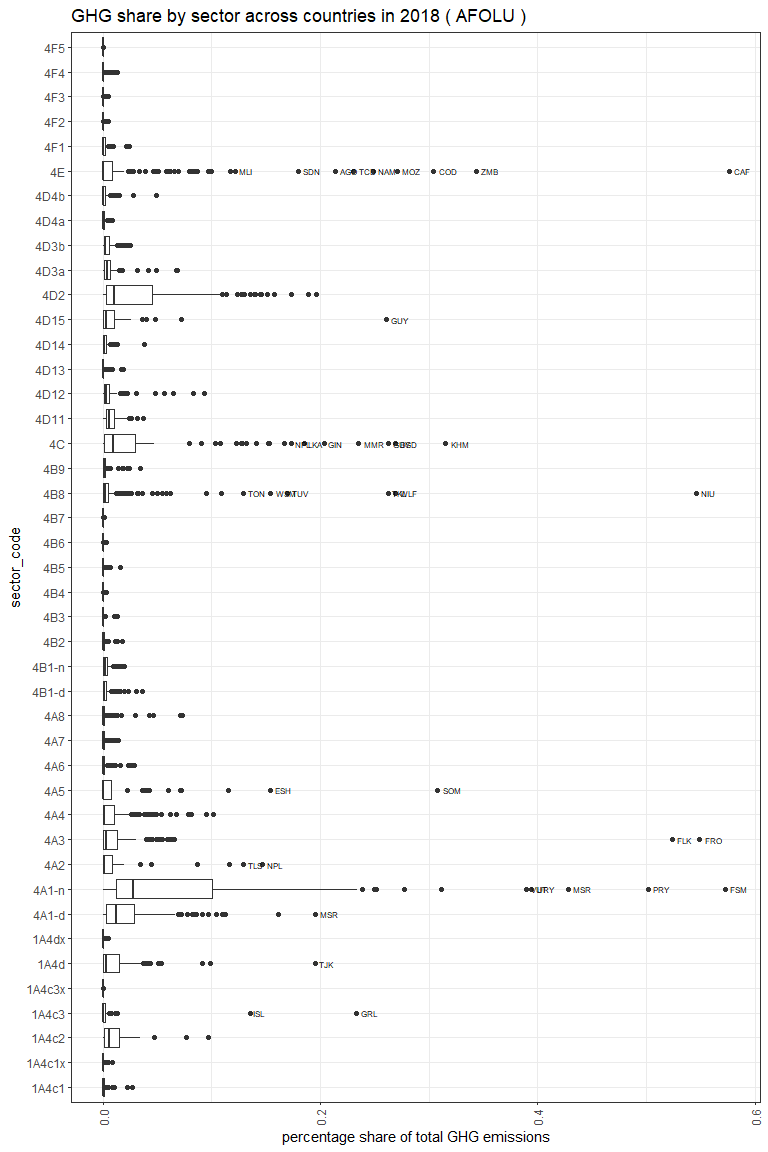 GHG share by sector across countries in 2018 ( AFOLU )
4F5
4F4
4F3
4F2
4F1
4E
MLI SDN MOZ COD ZMB CAF
4D4b
4D4a
4D3b
4D3a
4D2
4D15
GUY
4D14
4D13
4D12
4D11
4C
GIN MMR KHM
4B9
4B8
TON TUV WLF NIU
4B7
4B6
4B5
4B4
4B3
4B2
4B1-n
4B1-d
4A8
4A7
4A6
4A5
ESH SOM
4A4
4A3
FLK FRO
4A2
TLS NPL
4A1-n
URY MSR PRY FSM
4A1-d
MSR
1A4dx
1A4d
TJK
1A4c3x
1A4c3
ISL GRL
1A4c2
1A4c1x
1A4c1
sector_code
0.0 0.2 0.4 0.6
percentage share of total GHG emissions